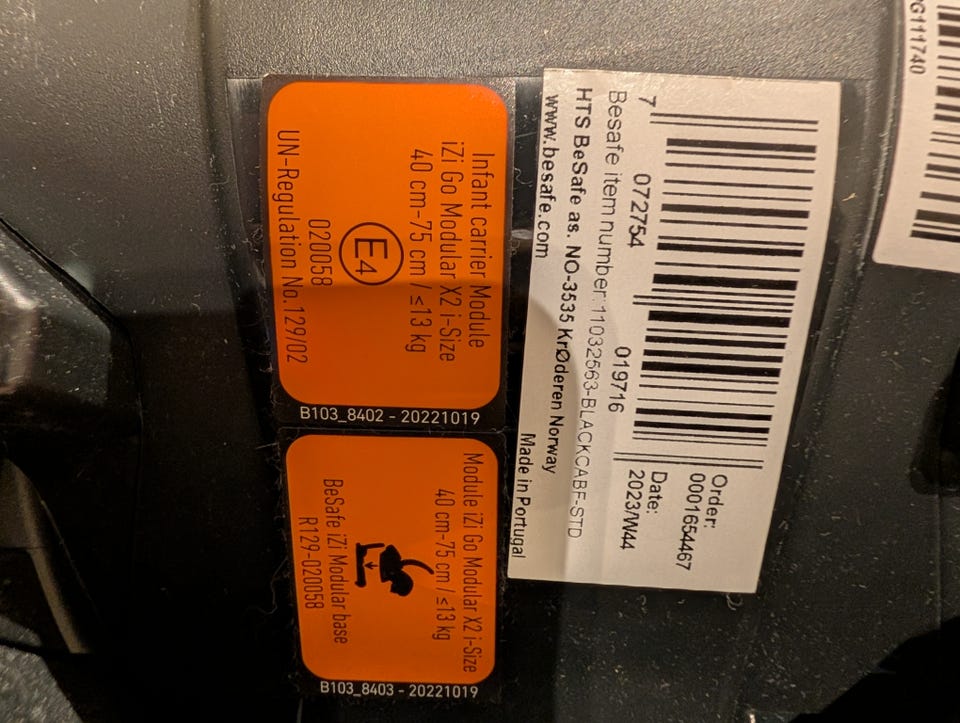 Infant carrier Module
iZi Go Modular X2 i-Size
40 cm-75 cm / ≤13 kg
E4
020058
UN-Regulation No.129/02
B103_8402 - 20221019
Module iZi Go Modular X2 i-Size
40 cm-75 cm / ≤13 kg
BeSafe iZi Modular base
R129-020058
B103_8403 - 20221019
7 072754 019716
Order:
0001654467
Date:
2023/W44
Besafe item number: 11032563-BLACKCABF-STD
HTS BeSafe as. NO-3535 KrØderen Norway
www.besafe.com
Made in Portugal
PG111740